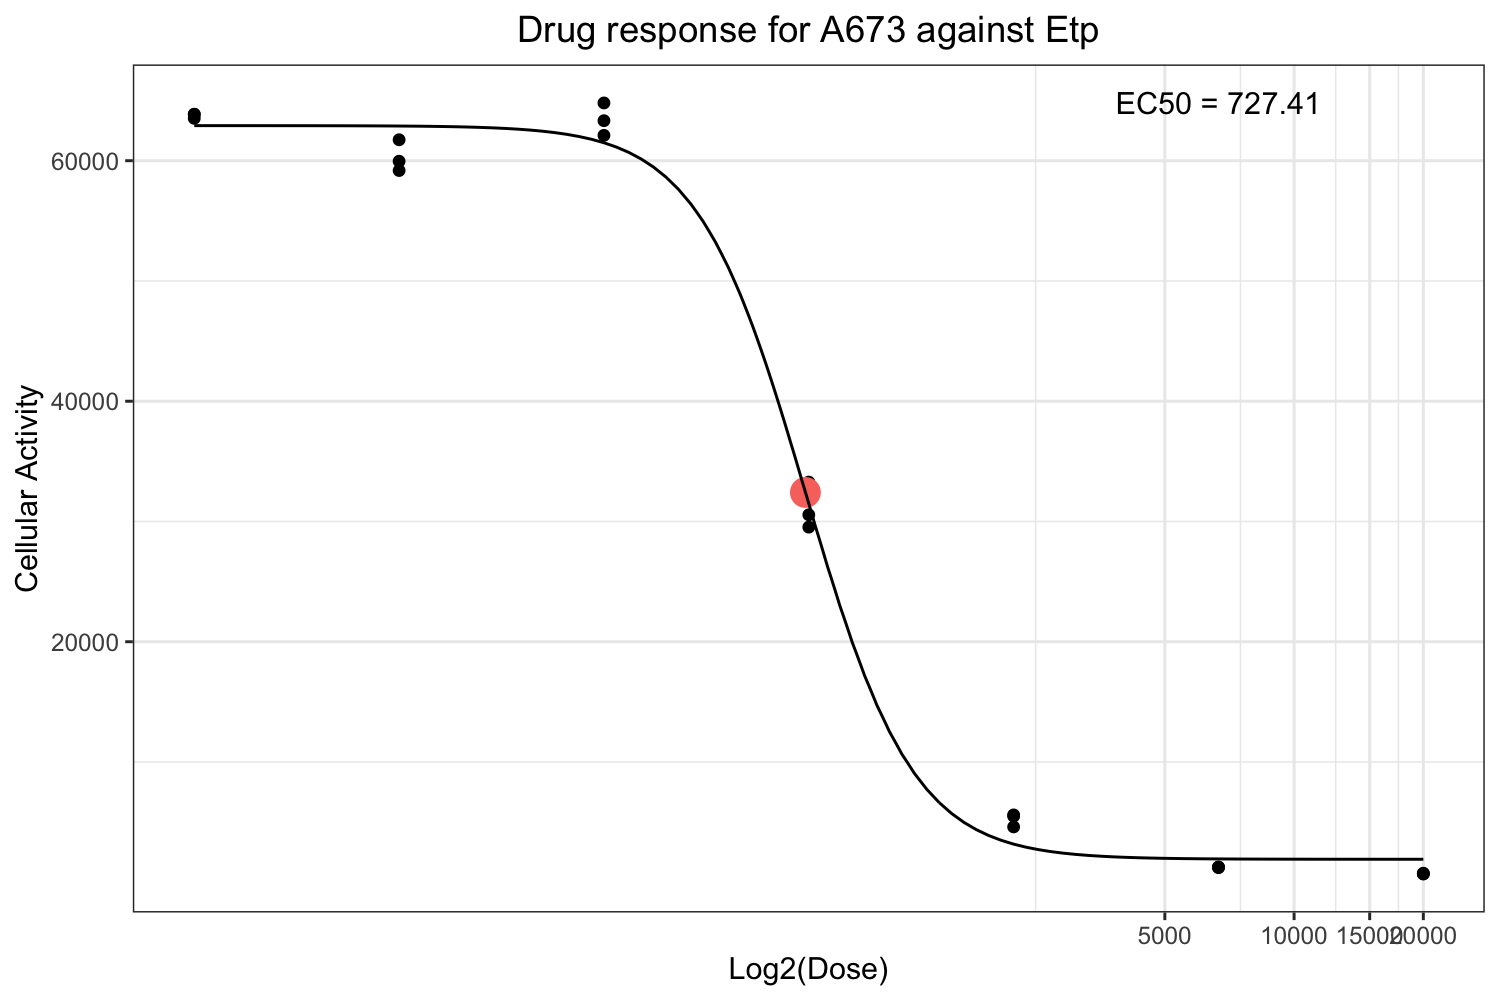 Drug response for A673 against Etp
EC50 = 727.41
60000
40000
20000
Cellular Activity
5000 10000 15000 20000
Log2(Dose)